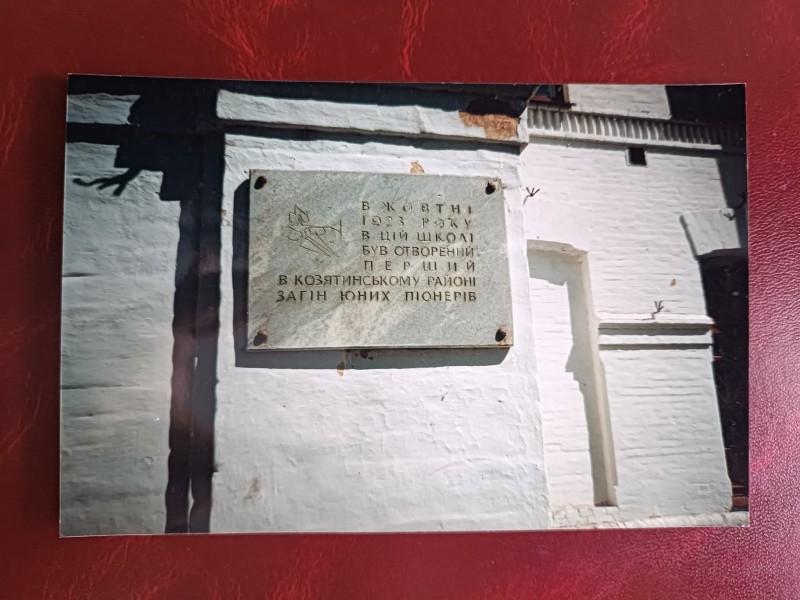 В ЖОВТНІ
1923 РОКУ
В ЦІЙ ШКОЛІ
БУВ ОТВОРЕНИЙ
ПЕРШИЙ
В КОЗЯТИНСЬКОМУ РАЙОНІ
ЗАГІН ЮНИХ ПІОНЕРІВ